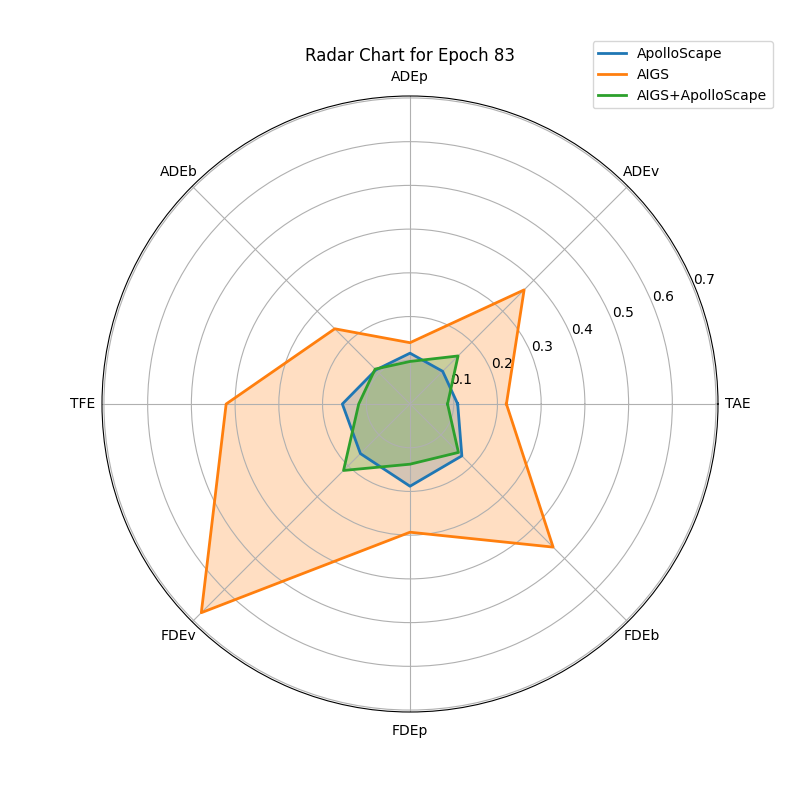 Radar Chart for Epoch 83
ApolloScape
AIGS
AIGS+ApolloScape
ADEp
ADEb
ADEv
0.7
0.6
0.5
0.4
0.3
0.2
0.1
TFE
TAE
FDEv
FDEb
FDEp